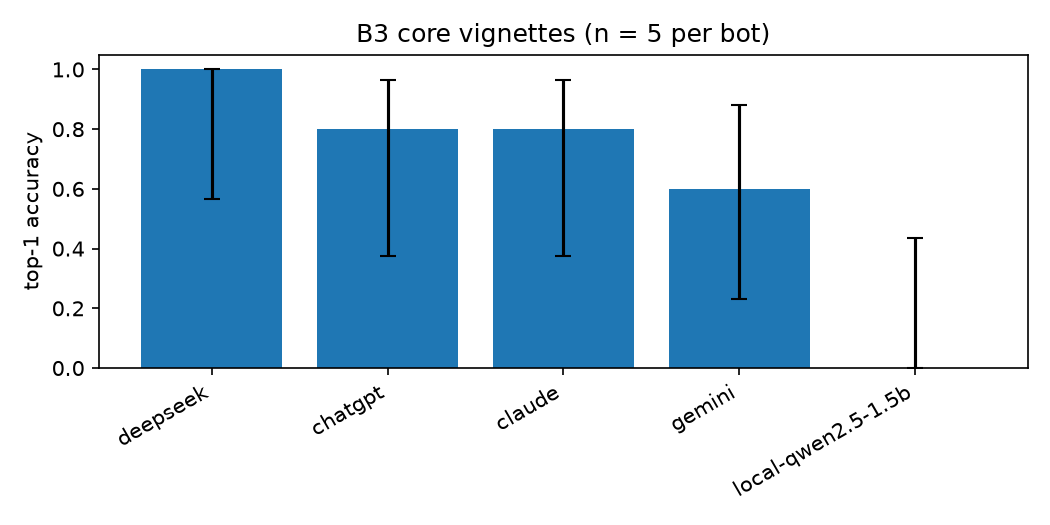 B3 core vignettes (n = 5 per bot)
top-1 accuracy
1.0
0.8
0.6
0.4
0.2
0.0
deepseek
chatgpt
claude
gemini
local-qwen2.5-1.5b